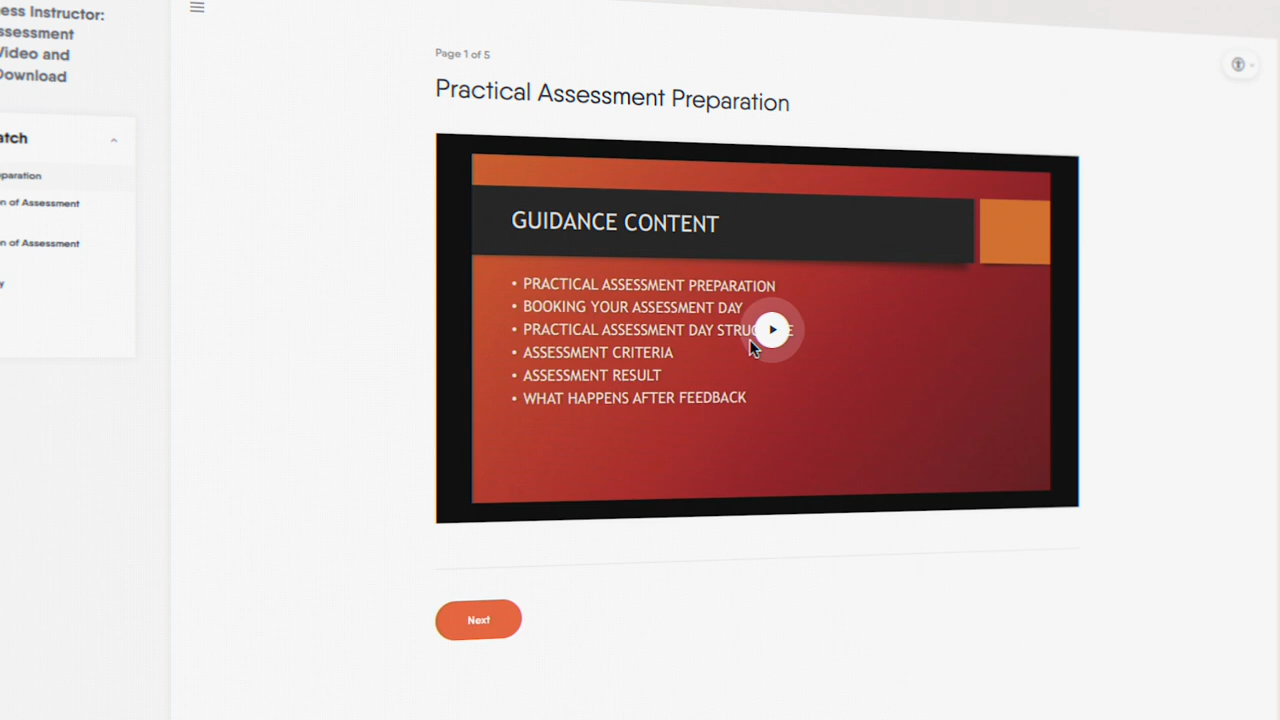 ess Instructor:
ssessment
Video and
Download
atch
paration
n of Assessment
n of Assessment
y
Page 1 of 5
Practical Assessment Preparation
GUIDANCE CONTENT
• PRACTICAL ASSESSMENT PREPARATION
• BOOKING YOUR ASSESSMENT DAY
• PRACTICAL ASSESSMENT DAY
• ASSESSMENT CRITERIA
• ASSESSMENT RESULT
• WHAT HAPPENS AFTER FEEDBACK
Next